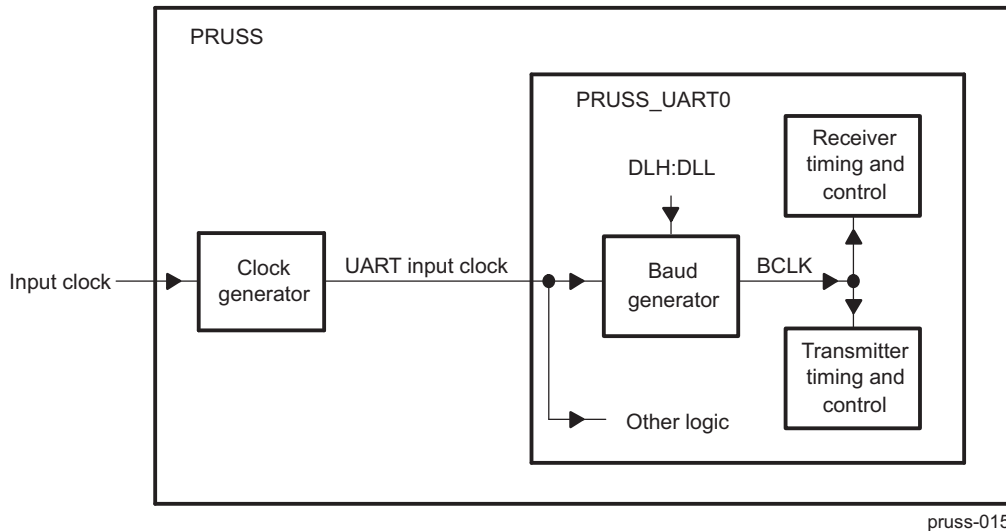 PRUSS
PRUSS_UART0
Receiver
timing and
control
DLH:DLL
Input clock
Clock
generator
UART input clock
Baud
generator
BCLK
Transmitter
timing and
control
Other logic
pruss-015